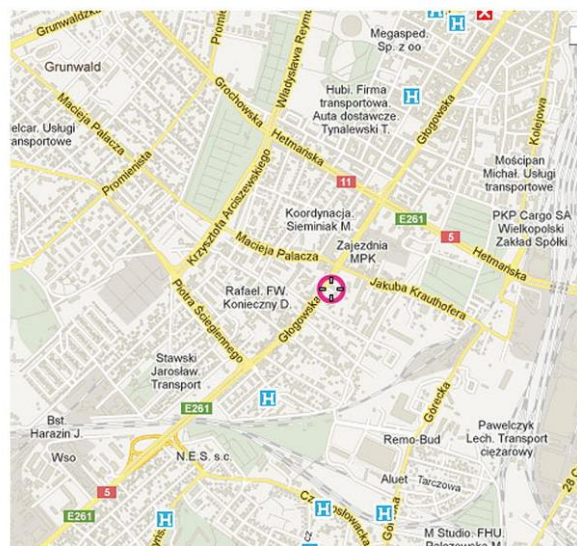 Grunwaldzka
Promienista
Władysława Reymo
Megasped.
Sp. z oo
Grunwald
Hubi. Firma
transportowa.
Auta dostawcze.
Tynalewski T.
Głogowska
Kolejowa
Grochowska
Macieja Palacza
elcar. Usługi
ansportowe
Promienista
Hetmańska
Mościpan
Michał. Usługi
transportowe
11
Krzysztofa Arciszewskiego
Koordynacja.
Sieminiak M.
E261
PKP Cargo SA
Wielkopolski
Zakład Spółki
5
Macieja Palacza
Zajezdnia
MPK
Hetmańska
Rafael. FW.
Konieczny D.
Jakuba Krauthofera
Piotra Ściegiennego
Głogowska
Stawski
Jarosław.
Transport
Górecka
E261
H
Bst.
Harazin J.
Wso
N.E.S. s.c.
Remo-Bud
Pawelczyk
Lech. Transport
ciężarowy
5
Aluet
Tarczowa
28 C
E261
H
H
M Studio. FHU.
H
H
H